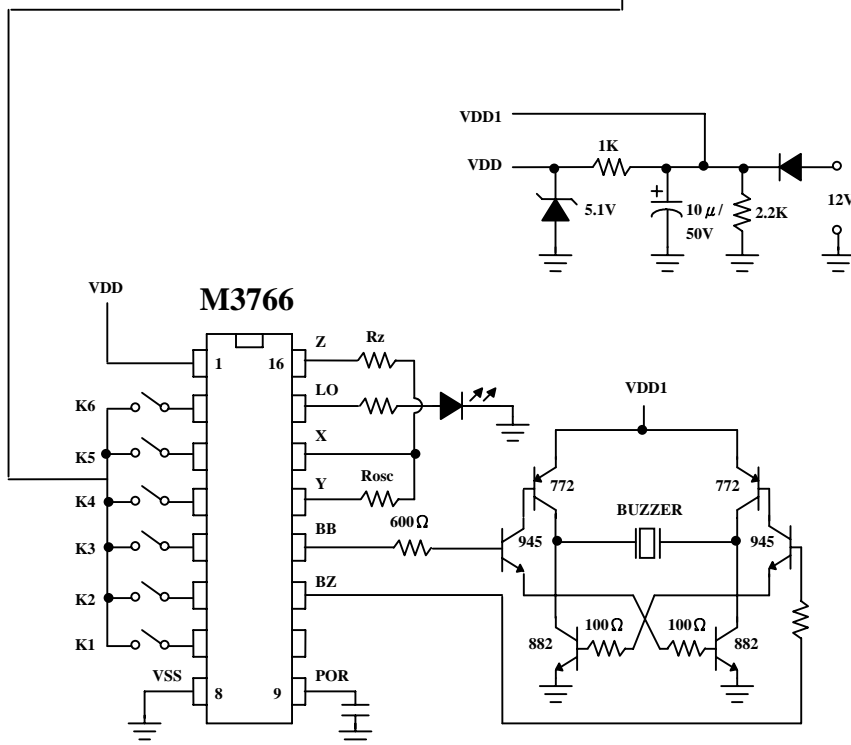 VDD1
1K
VDD
5.1V
10μ/
50V
2.2K
12V
VDD
M3766
Z
Rz
1
16
K6
LO
VDD1
K5
X
K4
Y
Rosc
772
772
600Ω
BUZZER
K3
BB
945
945
K2
BZ
K1
882
100Ω
100Ω
882
VSS
8
9
POR